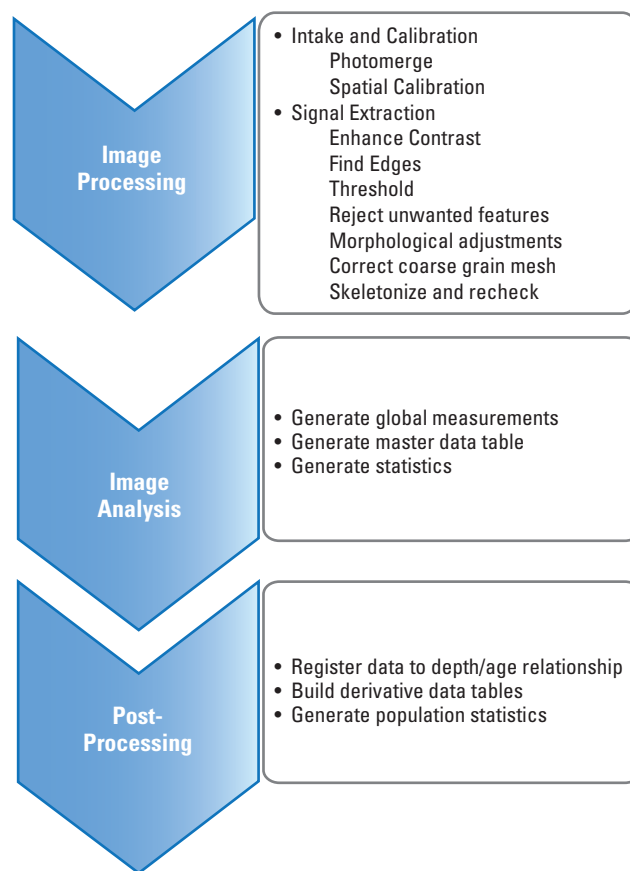 Image
Processing
• Intake and Calibration
Photomerge
Spatial Calibration
• Signal Extraction
Enhance Contrast
Find Edges
Threshold
Reject unwanted features
Morphological adjustments
Correct coarse grain mesh
Skeletonize and recheck
Image
Analysis
• Generate global measurements
• Generate master data table
• Generate statistics
Post-
Processing
• Register data to depth/age relationship
• Build derivative data tables
• Generate population statistics